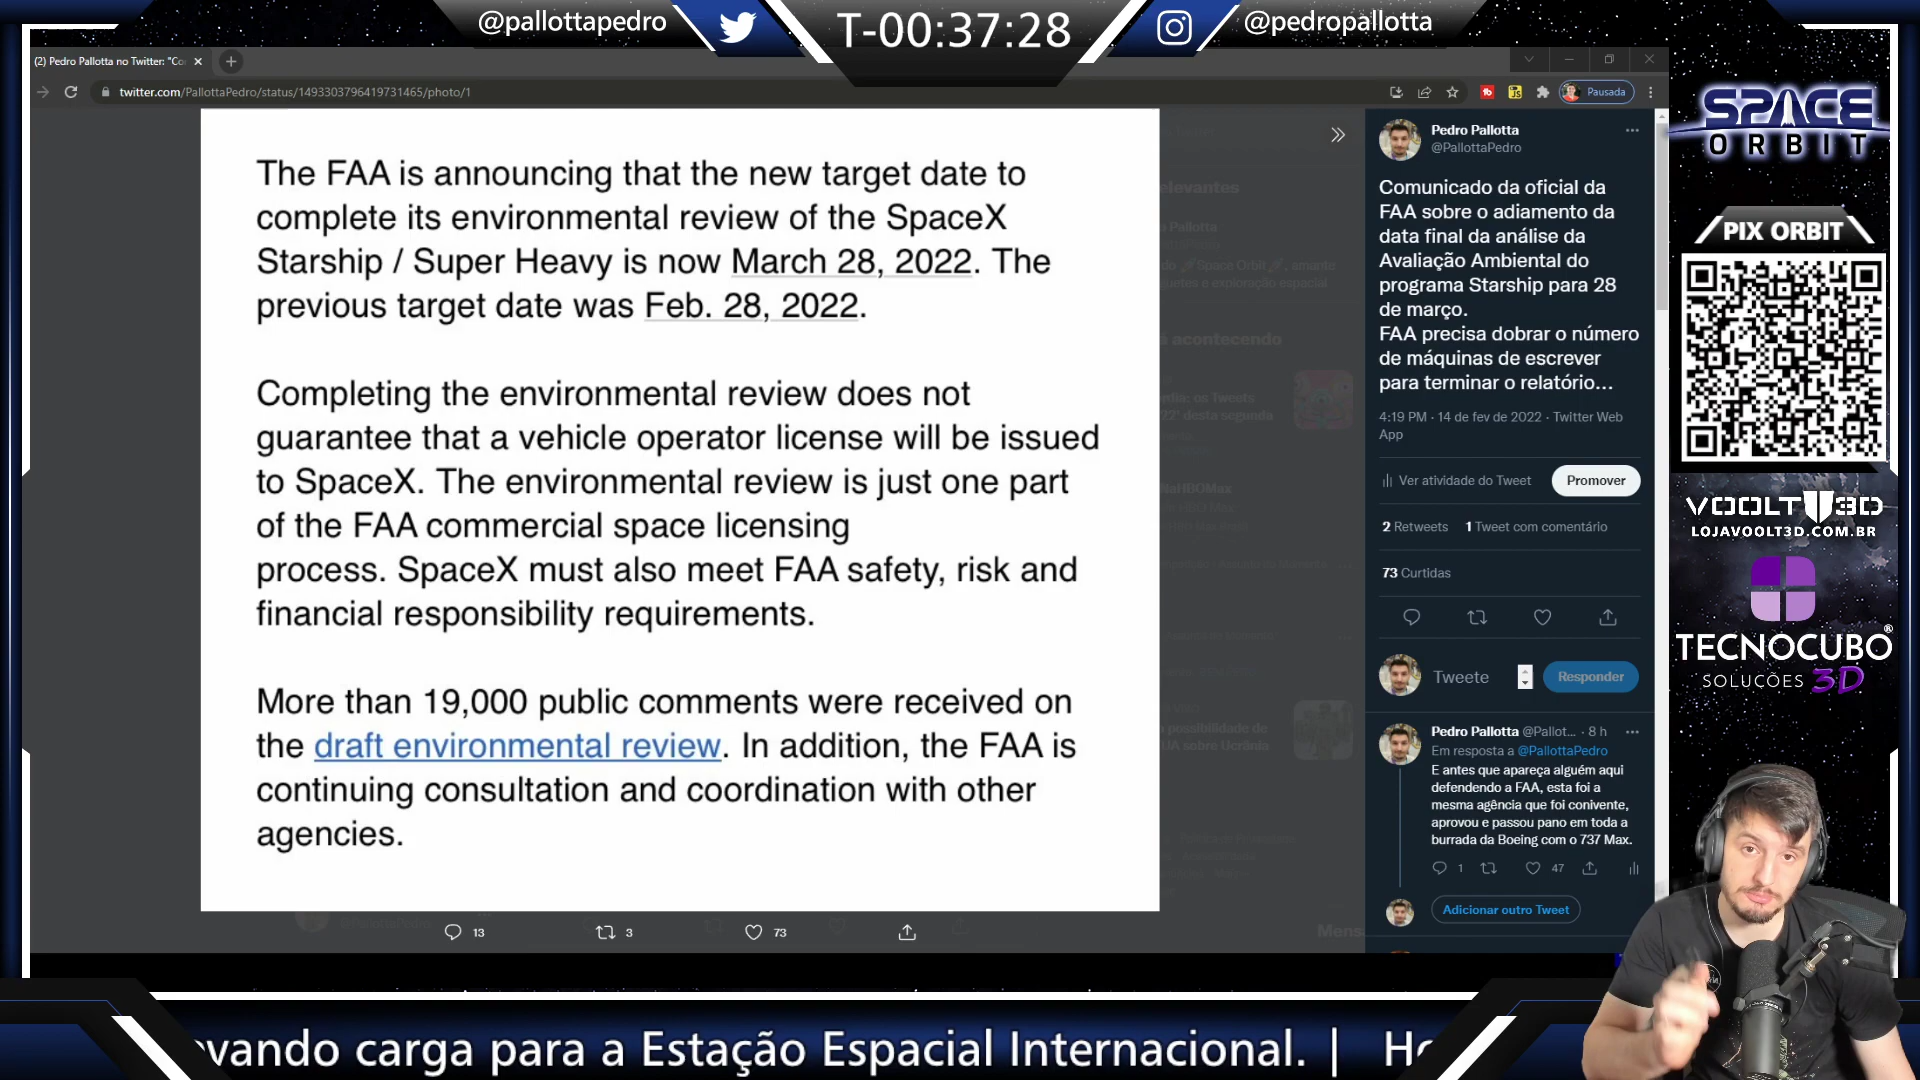 @pallottapedro
T-00:37:28
@pedropallotta
(2) Pedro Pallotta no Twitter: "Co
twitter.com/PallottaPedro/status/1493303796419731465/photo/1
Pausada
The FAA is announcing that the new target date to
complete its environmental review of the SpaceX
Starship / Super Heavy is now March 28, 2022. The
previous target date was Feb. 28, 2022.
Completing the environmental review does not
guarantee that a vehicle operator license will be issued
to SpaceX. The environmental review is just one part
of the FAA commercial space licensing
process. SpaceX must also meet FAA safety, risk and
financial responsibility requirements.
More than 19,000 public comments were received on
the draft environmental review. In addition, the FAA is
continuing consultation and coordination with other
agencies.
13
3
73
elevantes
Pallotta
acontecendo
Mens
Pedro Pallotta
@PallottaPedro
Comunicado da oficial da
FAA sobre o adiamento da
data final da análise da
Avaliação Ambiental do
programa Starship para 28
de março.
FAA precisa dobrar o número
de máquinas de escrever
para terminar o relatório...
4:19 PM · 14 de fev de 2022 · Twitter Web
App
Ver atividade do Tweet
Promover
2 Retweets 1 Tweet com comentário
73 Curtidas
Tweete
Responder
Pedro Pallotta @Pallot... · 8 h
Em resposta a @PallottaPedro
E antes que apareça alguém aqui
defendendo a FAA, esta foi a
mesma agência que foi conivente,
aprovou e passou pano em toda a
burrada da Boeing com o 737 Max.
1
47
Adicionar outro Tweet
SPACE
ORBIT
PIX ORBIT
VOOLT 3D
LOJAVOOLT3D.COM.BR
TECNOCUBO®
SOLUCÕES 3D
vando carga para a Estação Espacial Internacional. | Ho